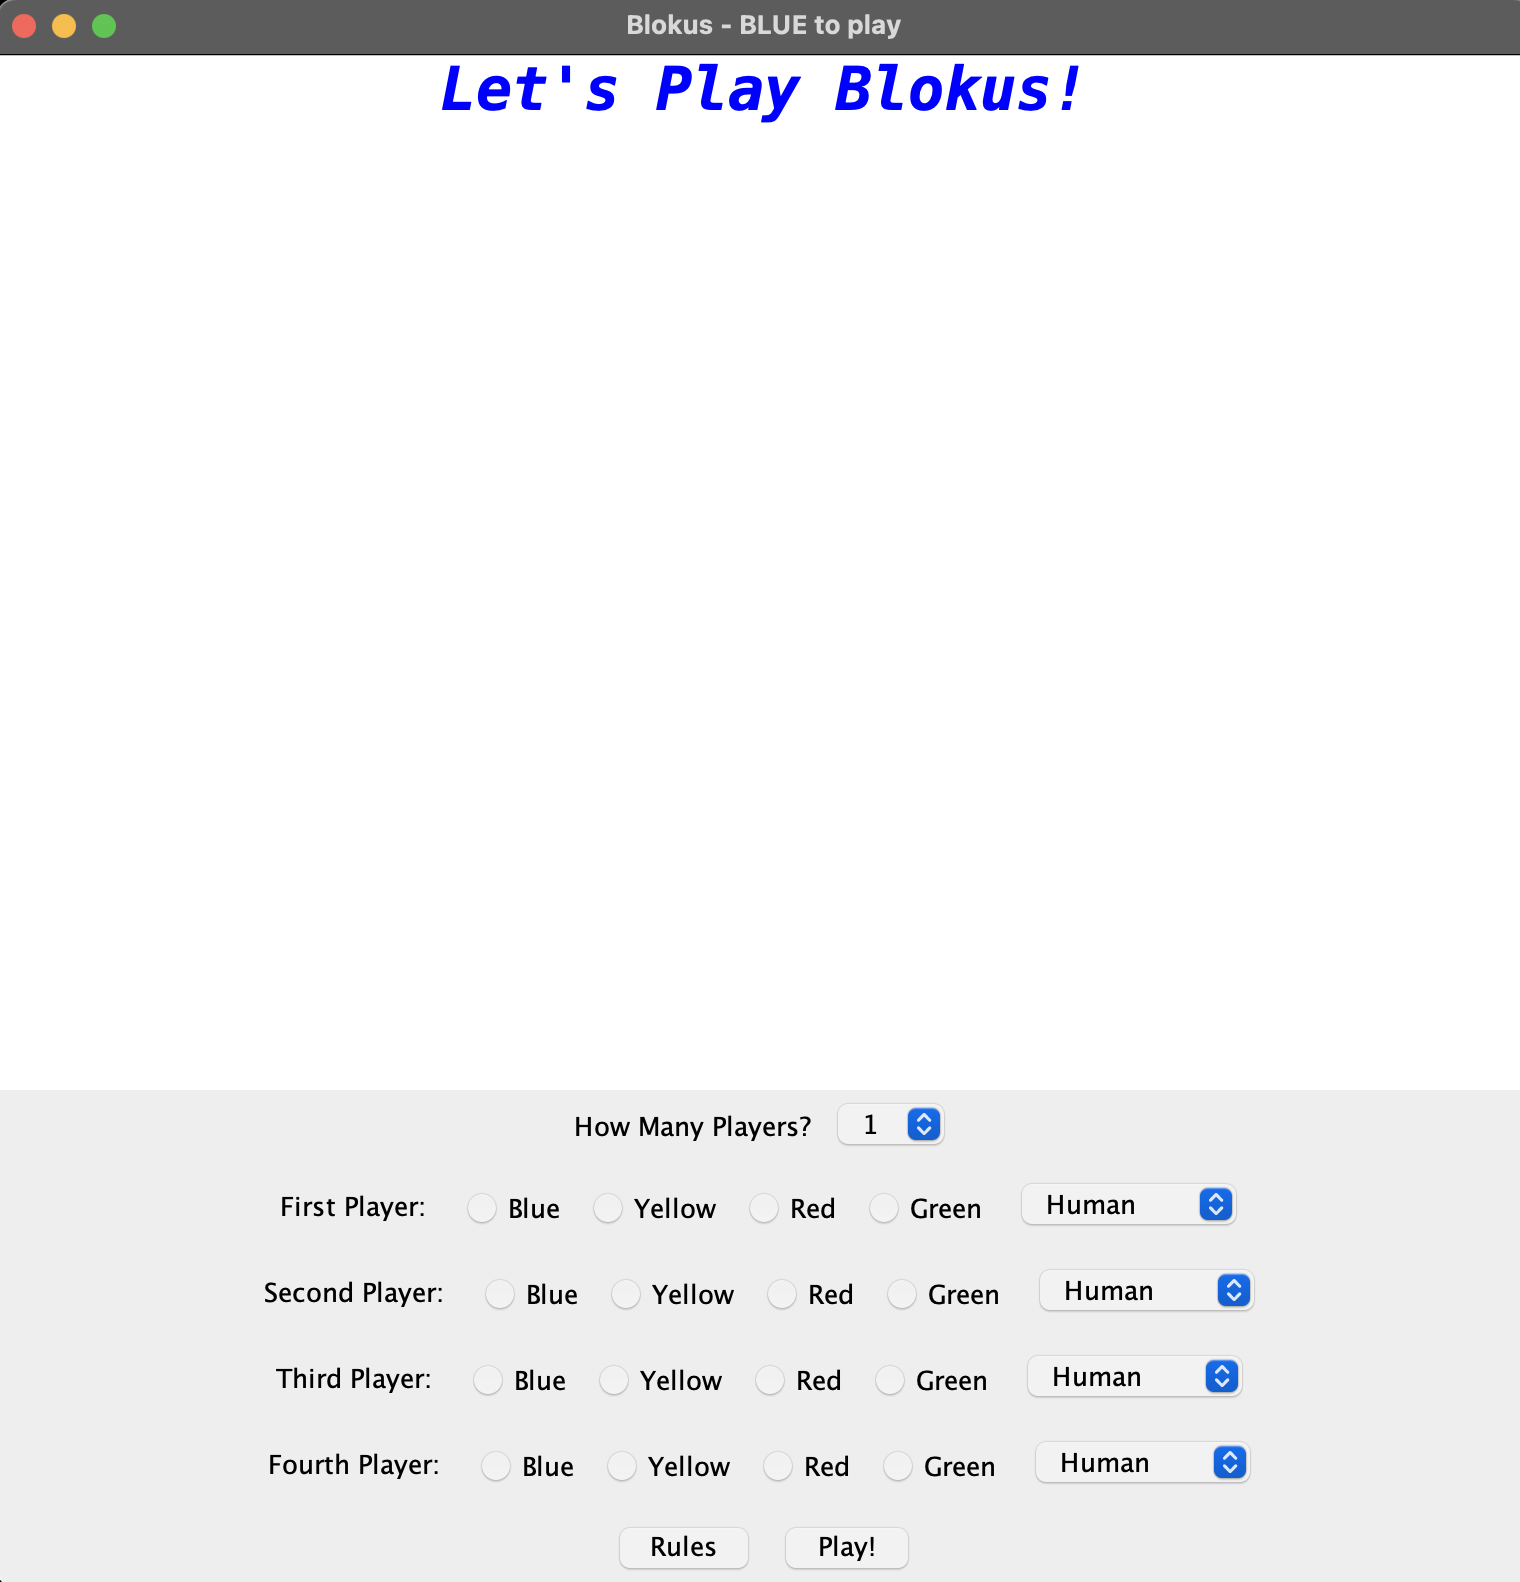 Blokus - BLUE to play
Let's Play Blokus!
How Many Players? 1
First Player: Blue Yellow Red Green Human
Second Player: Blue Yellow Red Green Human
Third Player: Blue Yellow Red Green Human
Fourth Player: Blue Yellow Red Green Human
Rules Play!